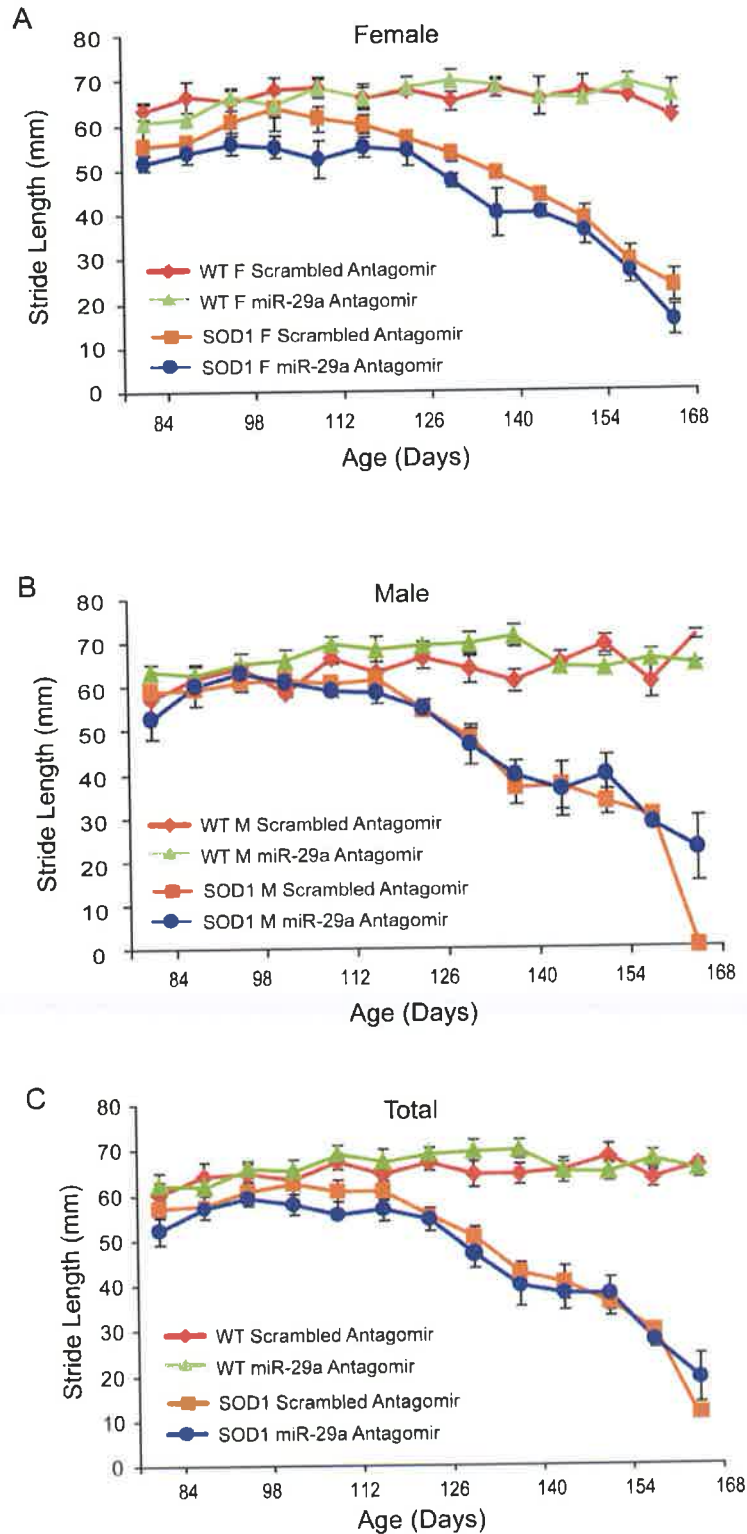 A
Female
80
70
60
50
40
30
20
10
0
Stride Length (mm)
WT F Scrambled Antagomir
WT F miR-29a Antagomir
SOD1 F Scrambled Antagomir
SOD1 F miR-29a Antagomir
84 98 112 126 140 154 168
Age (Days)
B
Male
80
70
60
50
40
30
20
10
0
Stride Length (mm)
WT M Scrambled Antagomir
WT M miR-29a Antagomir
SOD1 M Scrambled Antagomir
SOD1 M miR-29a Antagomir
84 98 112 126 140 154 168
Age (Days)
C
Total
80
70
60
50
40
30
20
10
0
Stride Length (mm)
WT Scrambled Antagomir
WT miR-29a Antagomir
SOD1 Scrambled Antagomir
SOD1 miR-29a Antagomir
84 98 112 126 140 154 168
Age (Days)